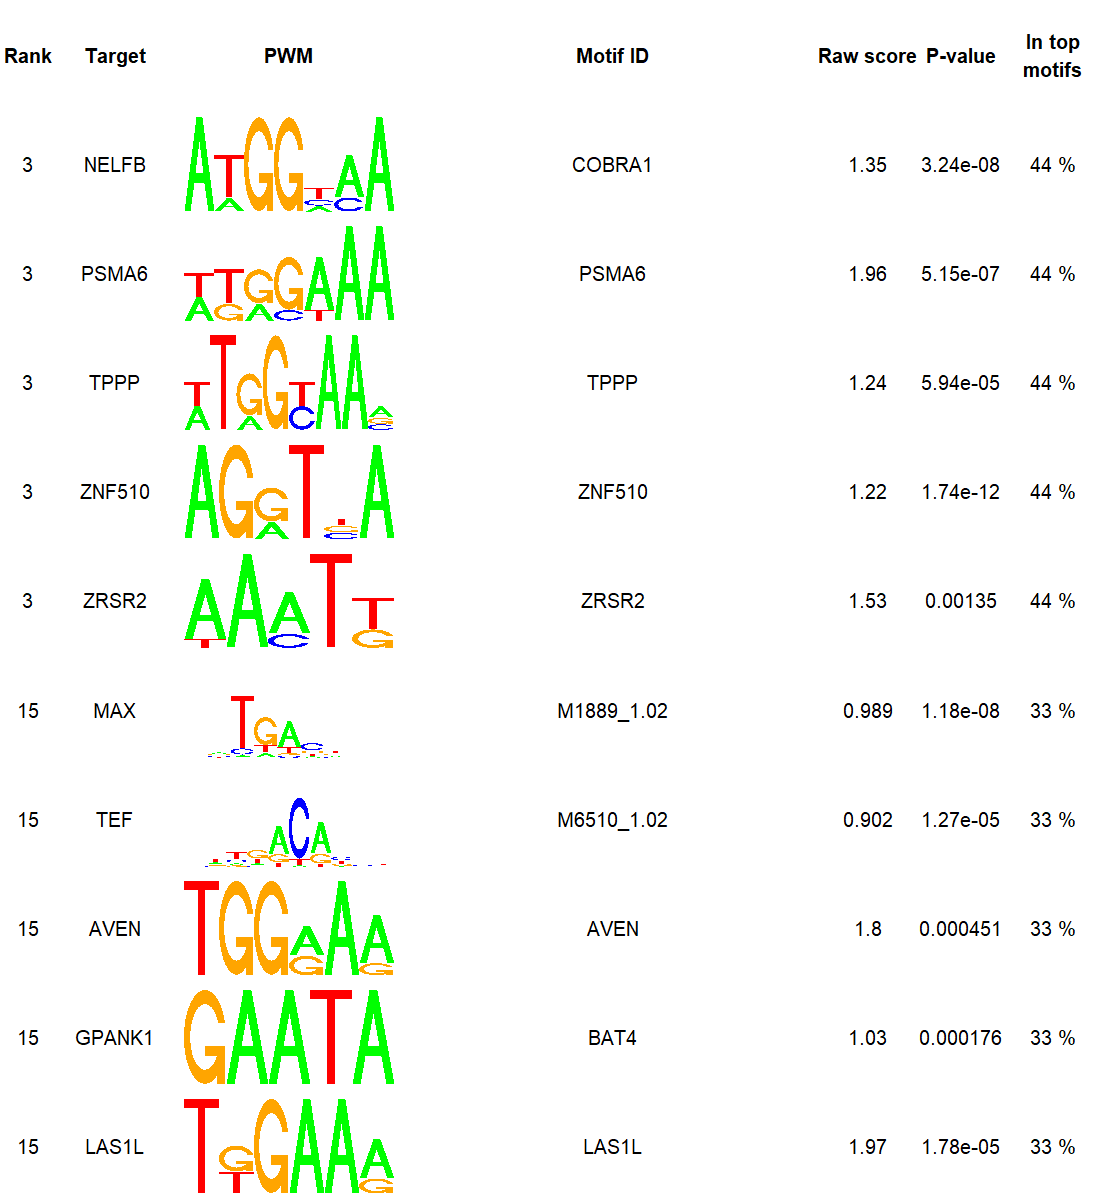 Rank Target PWM Motif ID Raw score P-value In top motifs
3 NELFB COBRA1 1.35 3.24e-08 44 %
3 PSMA6 PSMA6 1.96 5.15e-07 44 %
3 TPPP TPPP 1.24 5.94e-05 44 %
3 ZNF510 ZNF510 1.22 1.74e-12 44 %
3 ZRSR2 ZRSR2 1.53 0.00135 44 %
15 MAX M1889_1.02 0.989 1.18e-08 33 %
15 TEF M6510_1.02 0.902 1.27e-05 33 %
15 AVEN AVEN 1.8 0.000451 33 %
15 GPANK1 GAATA BAT4 1.03 0.000176 33 %
15 LAS1L LAS1L 1.97 1.78e-05 33 %